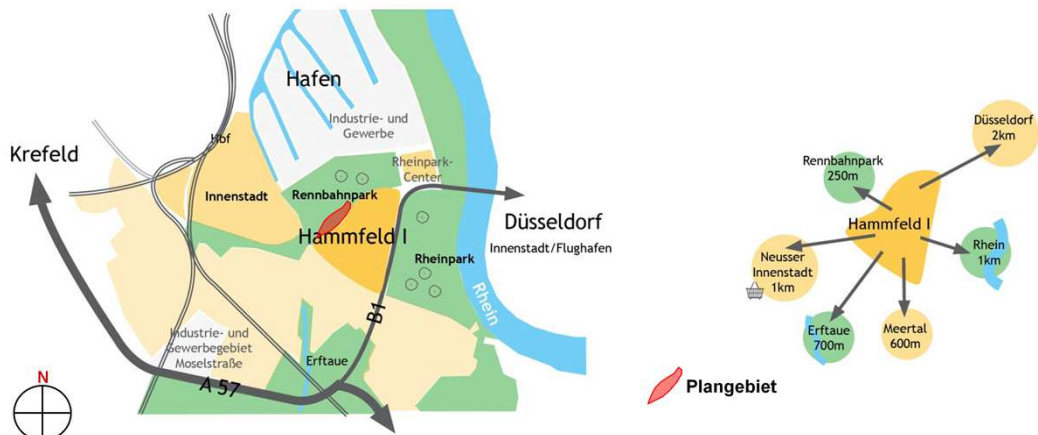 Hafen
Industrie- und
Gewerbe
Hbf
Krefeld
Rheinpark-
Center
Innenstadt
Rennbahnpark
Hammfeld I
Düsseldorf
Innenstadt/Flughafen
Rheinpark
Rhein
B1
Industrie- und
Gewerbegebiet
Moselstraße
Erftaue
A 57
N
Düsseldorf
2km
Rennbahnpark
250m
Hammfeld I
Rhein
1km
Neusser
Innenstadt
1km
Erftaue
700m
Meertal
600m
Plangebiet